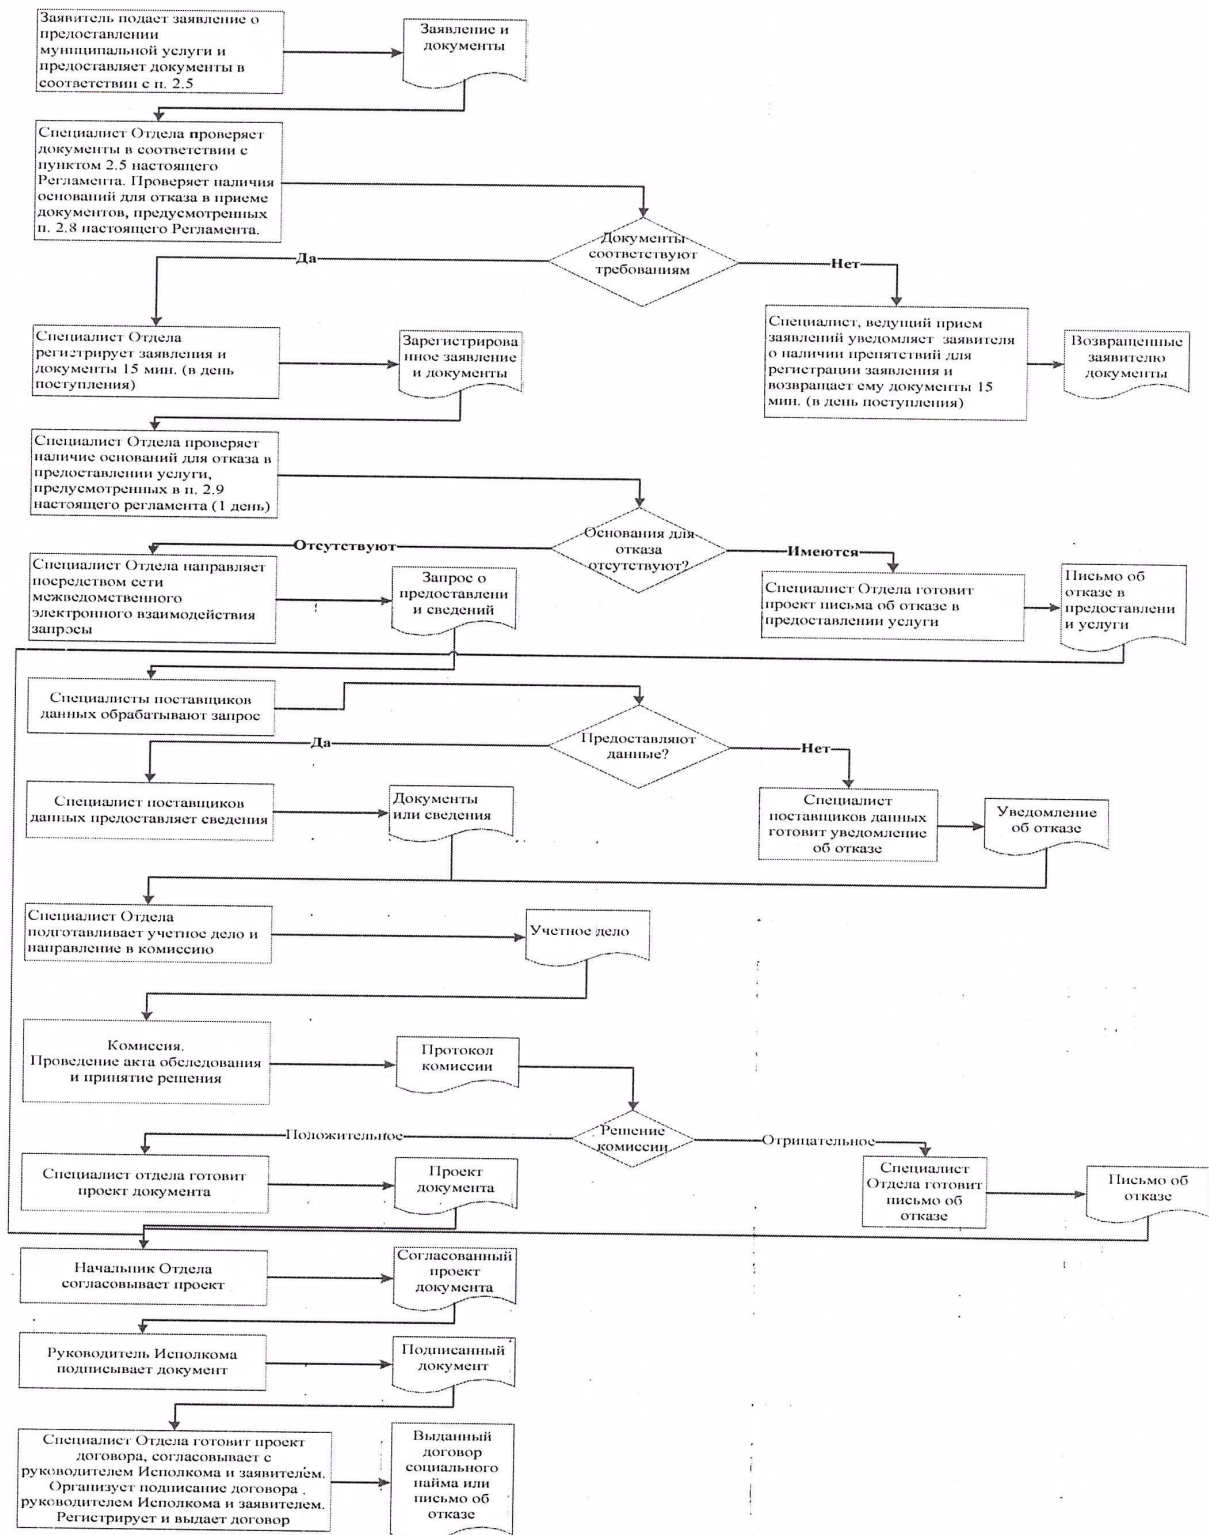 Заявитель подает заявление о
предоставлении
муниципальной услуги и
предоставляет документы в
соответствии с п. 2.5
Заявление и
документы
Специалист Отдела проверяет
документы в соответствии с
пунктом 2.5 настоящего
Регламента. Проверяет наличия
оснований для отказа в приеме
документов, предусмотренных
п. 2.8 настоящего Регламента.
Документы
соответствуют
требованиям
Да
Нет
Специалист Отдела
регистрирует заявления и
документы 15 мин. (в день
поступления)
Зарегистрирова
нное заявление
и документы
Специалист, ведущий прием
заявлений уведомляет заявителя
о наличии препятствий для
регистрации заявления и
возвращает ему документы 15
мин. (в день поступления)
Возвращенные
заявителю
документы
Специалист Отдела проверяет
наличие оснований для отказа в
предоставлении услуги,
предусмотренных в п. 2.9
настоящего регламента (1 день)
Основания для
отказа
отсутствуют?
Отсутствуют
Имеются
Специалист Отдела направляет
посредством сети
межведомственного
электронного взаимодействия
запросы
Запрос о
предоставлени
и сведений
Специалист Отдела готовит
проект письма об отказе в
предоставлении услуги
Письмо об
отказе в
предоставлени
и услуги
Специалисты поставщиков
данных обрабатывают запрос
Предоставляют
данные?
Да
Нет
Специалист поставщиков
данных предоставляет сведения
Документы
или сведения
Специалист
поставщиков данных
готовит уведомление
об отказе
Уведомление
об отказе
Специалист Отдела
подготавливает учетное дело и
направление в комиссию
Учетное дело
Комиссия.
Проведение акта обследования
и принятие решения
Протокол
комиссии
Решение
комиссии
Положительное
Отрицательное
Специалист отдела готовит
проект документа
Проект
документа
Специалист
Отдела готовит
письмо об
отказе
Письмо об
отказе
Начальник Отдела
согласовывает проект
Согласованный
проект
документа
Руководитель Исполкома
подписывает документ
Подписанный
документ
Специалист Отдела готовит проект
договора, согласовывает с
руководителем Исполкома и заявителем.
Организует подписание договора
руководителем Исполкома и заявителем.
Регистрирует и выдает договор
Выданный
договор
социального
найма или
письмо об
отказе